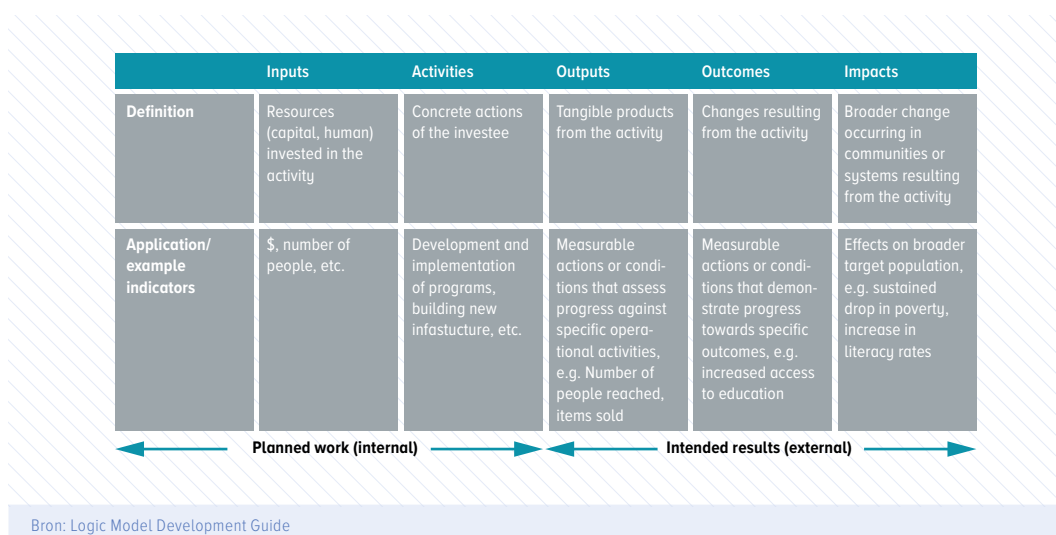 Inputs
Activities
Outputs
Outcomes
Impacts
Definition
Resources
(capital, human)
invested in the
activity
Concrete actions
of the investee
Tangible products
from the activity
Changes resulting
from the activity
Broader change
occurring in
communities or
systems resulting
from the activity
Application/
example
indicators
$, number of
people, etc.
Development and
implementation
of programs,
building new
infastucture, etc.
Measurable
actions or condi-
tions that assess
progress against
specific opera-
tional activities,
e.g. Number of
people reached,
items sold
Measurable
actions or condi-
tions that demon-
strate progress
towards specific
outcomes, e.g.
increased access
to education
Effects on broader
target population,
e.g. sustained
drop in poverty,
increase in
literacy rates
Planned work (internal)
Intended results (external)
Bron: Logic Model Development Guide